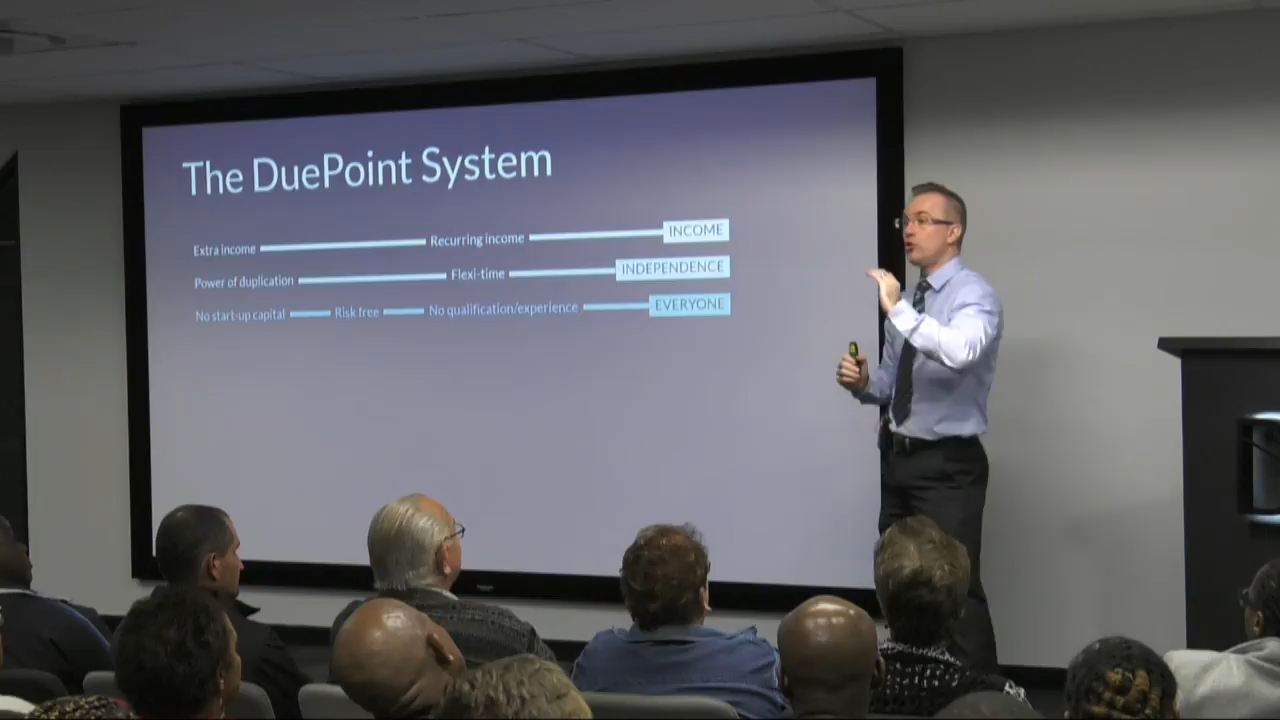 The DuePoint System
Extra income Recurring income INCOME
Power of duplication Flexi-time INDEPENDENCE
No start-up capital Risk free No qualification/experience EVERYONE